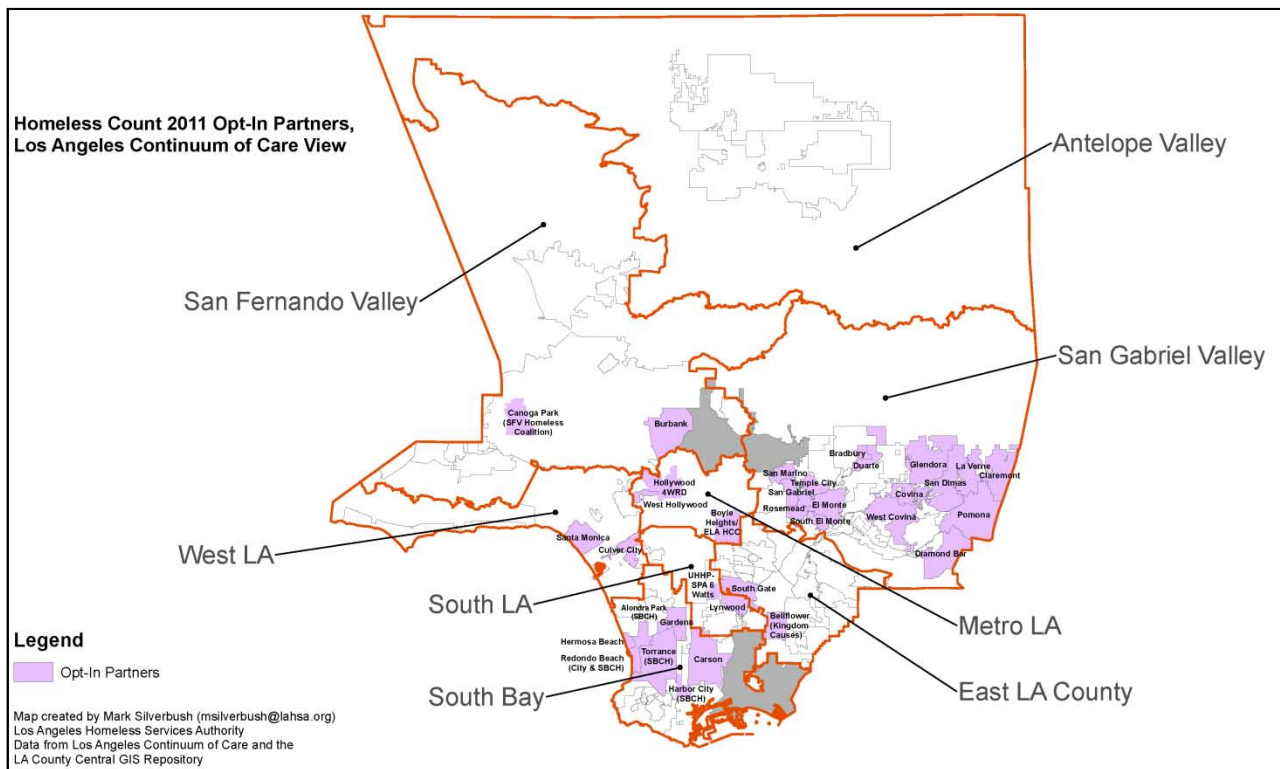 Homeless Count 2011 Opt-In Partners,
Los Angeles Continuum of Care View
Antelope Valley
San Fernando Valley
San Gabriel Valley
Canoga Park
(SFV Homeless
Coalition)
Burbank
Bradbury
Duarte
Glendora
La Verne
Claremont
San Marino
Temple City
San Gabriel
San Dimas
Hollywood
4WRD
West Hollywood
Rosemead
El Monte
South El Monte
Covina
West Covina
Pomona
Boyle
Heights/
ELA HCC
Diamond Bar
West LA
Santa Monica
Culver City
South LA
UHHP-
SPA 6
Watts
South Gate
Lynwood
Alondra Park
(SBCH)
Gardena
Bellflower
(Kingdom
Causes)
Metro LA
Hermosa Beach
Redondo Beach
(City & SBCH)
Torrance
(SBCH)
Carson
South Bay
Harbor City
(SBCH)
East LA County
Legend
Opt-In Partners
Map created by Mark Silverbush (msilverbush@lahsa.org)
Los Angeles Homeless Services Authority
Data from Los Angeles Continuum of Care and the
LA County Central GIS Repository